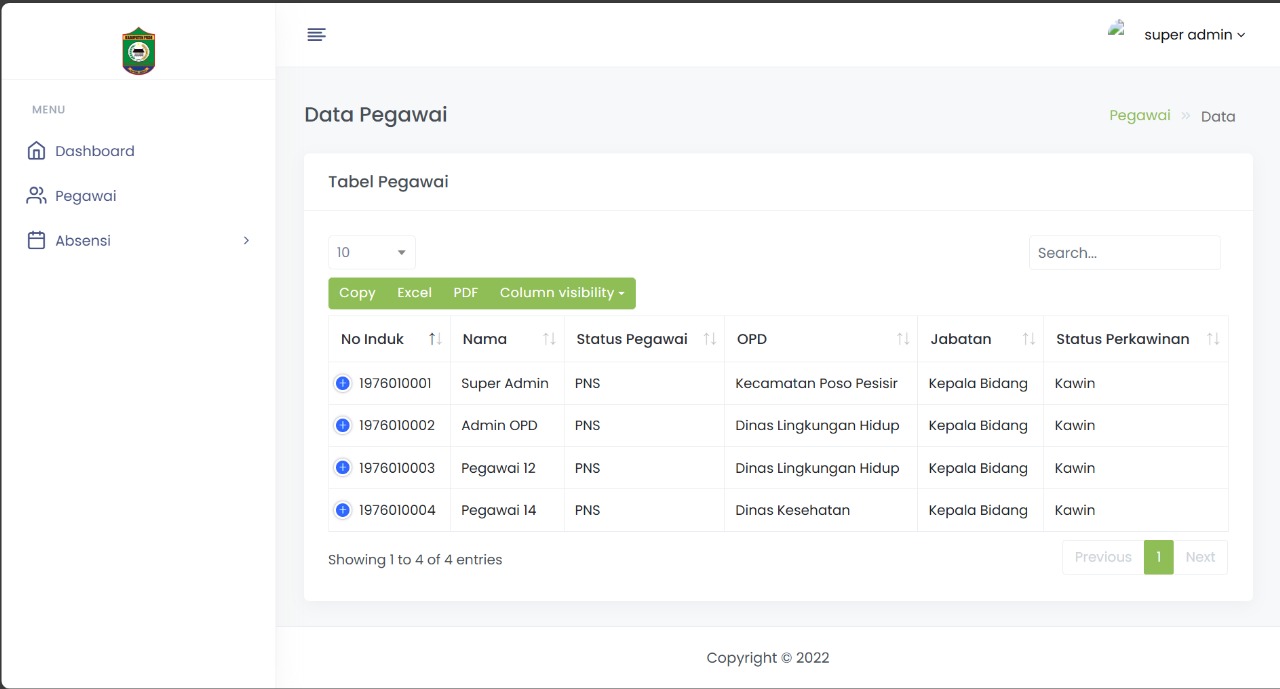 super admin
MENU
Dashboard
Pegawai
Absensi
Data Pegawai
Pegawai » Data
Tabel Pegawai
10
Search...
Copy Excel PDF Column visibility
No Induk Nama Status Pegawai OPD Jabatan Status Perkawinan
1976010001 Super Admin PNS Kecamatan Poso Pesisir Kepala Bidang Kawin
1976010002 Admin OPD PNS Dinas Lingkungan Hidup Kepala Bidang Kawin
1976010003 Pegawai 12 PNS Dinas Lingkungan Hidup Kepala Bidang Kawin
1976010004 Pegawai 14 PNS Dinas Kesehatan Kepala Bidang Kawin
Showing 1 to 4 of 4 entries
Previous 1 Next
Copyright © 2022